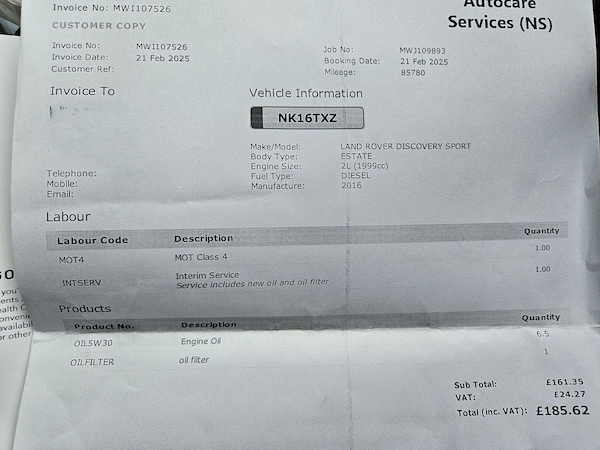 Invoice No: MWI107526
Autocare
Services (NS)
CUSTOMER COPY
Invoice No: MWI107526
Invoice Date: 21 Feb 2025
Customer Ref:
Job No: MWJ109893
Booking Date: 21 Feb 2025
Mileage: 85780
Invoice To
Vehicle Information
NK16TXZ
Make/Model: LAND ROVER DISCOVERY SPORT
Body Type: ESTATE
Engine Size: 2L (1999cc)
Fuel Type: DIESEL
Manufacture: 2016
Telephone:
Mobile:
Email:
Labour
Labour Code Description Quantity
MOT4 MOT Class 4 1.00
INTSERV Interim Service 1.00
Service includes new oil and oil filter
Products
Product No. Description Quantity
OIL5W30 Engine Oil 6.5
OILFILTER oil filter 1
Sub Total: £161.35
VAT: £24.27
Total (inc. VAT): £185.62
you'
ents
ealth C
or other